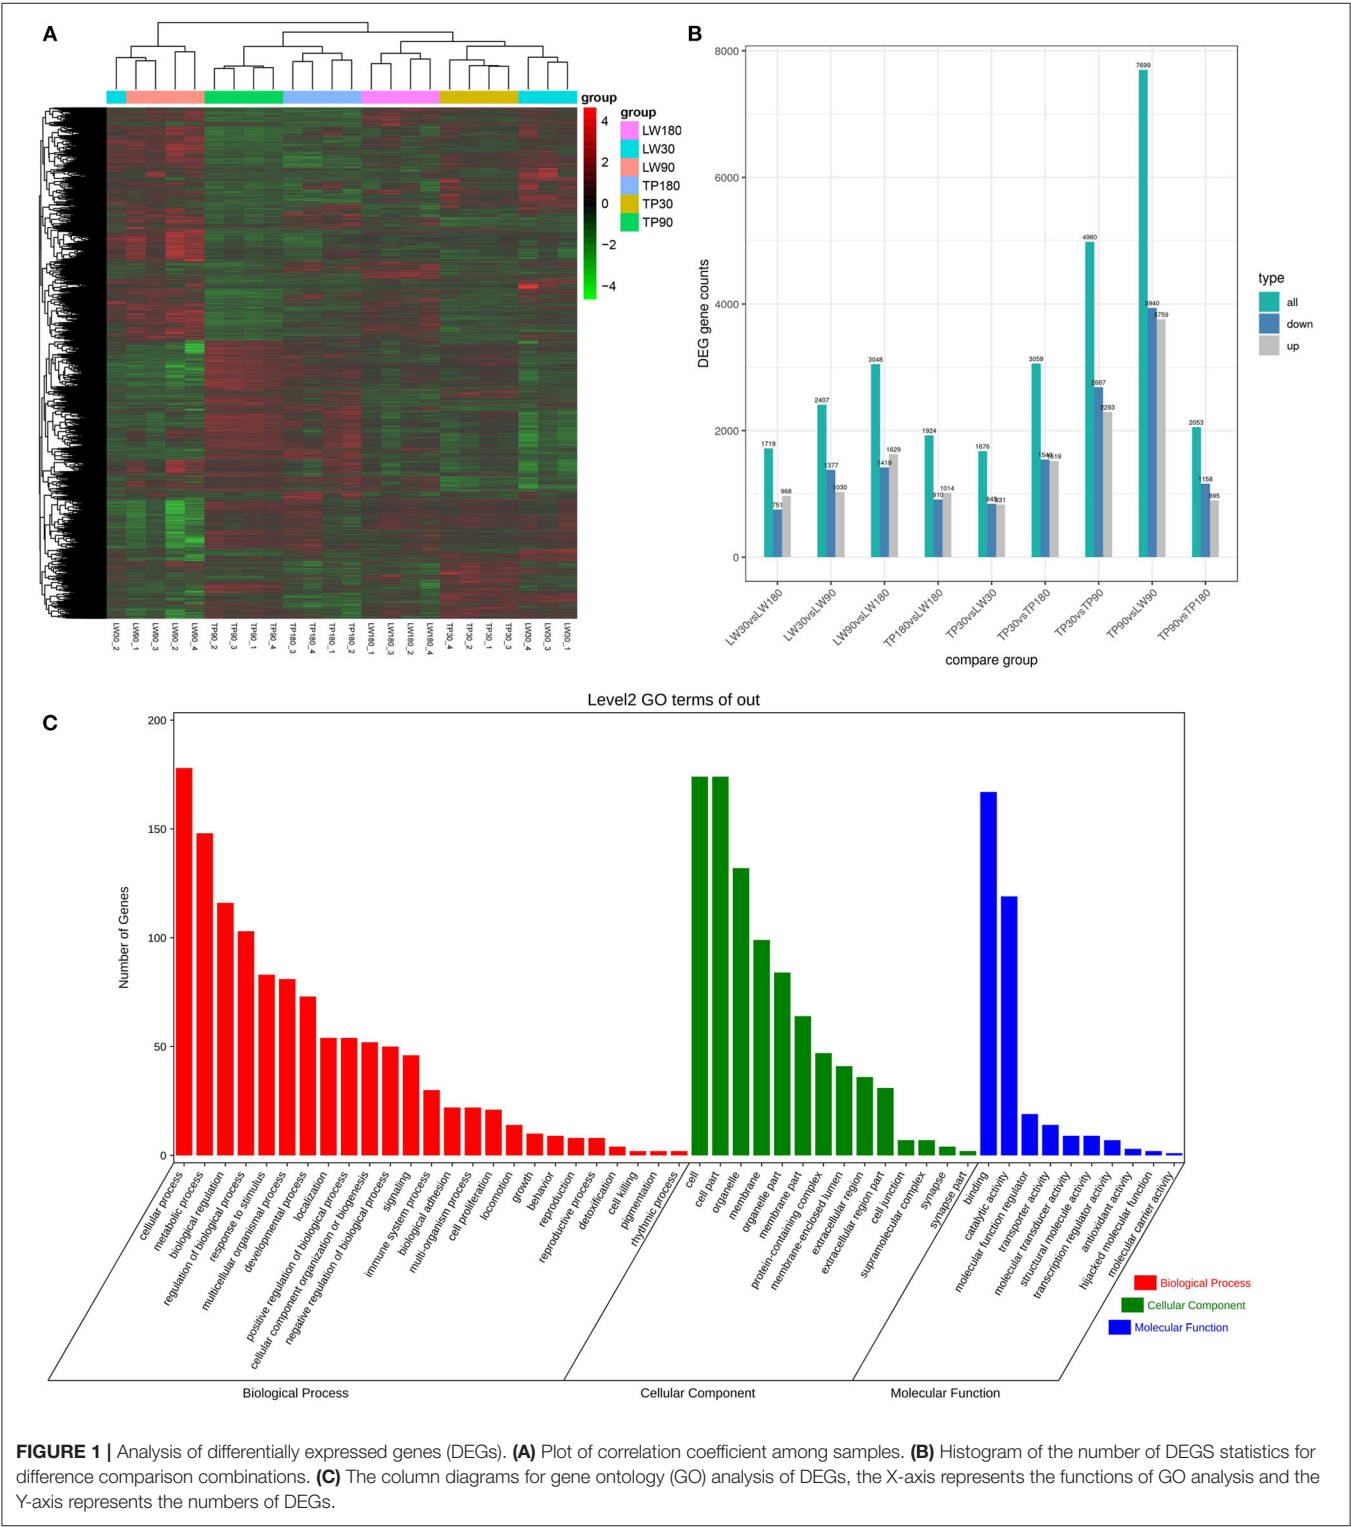 A
group
4
2
0
−2
−4
group
LW180
LW30
LW90
TP180
TP30
TP90
LW30_2
LW90_1
LW90_3
LW90_2
LW90_4
TP90_2
TP90_3
TP90_1
TP90_4
TP180_3
TP180_4
TP180_1
TP180_2
LW180_1
LW180_3
LW180_2
LW180_4
TP30_4
TP30_2
TP30_1
TP30_3
LW30_4
LW30_3
LW30_1
B
8000
6000
4000
2000
0
DEG gene counts
1719
751
968
2407
1377
1030
3048
1419
1629
1924
910
1014
1676
845
831
3059
1540
1519
4980
2687
2293
7699
3940
3759
2053
1158
895
LW30vsLW180
LW30vsLW90
LW90vsLW180
TP180vsLW180
TP30vsLW30
TP30vsTP180
TP30vsTP90
TP90vsLW90
TP90vsTP180
compare group
type
all
down
up
C
Level2 GO terms of out
200
150
100
50
0
Number of Genes
cellular process
metabolic process
biological regulation
regulation of biological process
response to stimulus
multicellular organismal process
developmental process
localization
positive regulation of biological process
cellular component organization or biogenesis
negative regulation of biological process
signaling
immune system process
biological adhesion
multi-organism process
cell proliferation
locomotion
growth
behavior
reproduction
reproductive process
detoxification
cell killing
pigmentation
rhythmic process
cell
cell part
organelle
membrane
organelle part
membrane part
protein-containing complex
membrane-enclosed lumen
extracellular region
extracellular region part
cell junction
supramolecular complex
synapse
synapse part
binding
catalytic activity
molecular function regulator
transporter activity
molecular transducer activity
structural molecule activity
transcription regulator activity
antioxidant activity
hijacked molecular function
molecular carrier activity
Biological Process
Cellular Component
Molecular Function
Biological Process
Cellular Component
Molecular Function
FIGURE 1 | Analysis of differentially expressed genes (DEGs). (A) Plot of correlation coefficient among samples. (B) Histogram of the number of DEGS statistics for
difference comparison combinations. (C) The column diagrams for gene ontology (GO) analysis of DEGs, the X-axis represents the functions of GO analysis and the
Y-axis represents the numbers of DEGs.